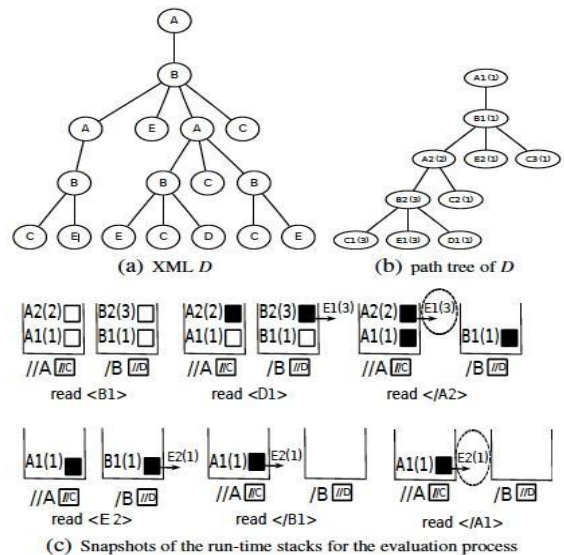 A
B
A1(1)
B1(1)
A E A C
A2(2) E2(1) C3(1)
B B C B
B2(3) C2(1)
C E E C D C E
C1(3) E1(3) D1(1)
(a) XML D
(b) path tree of D
A2(2) B2(3) A2(2) B2(3) E1(3) A2(2) E1(3)
A1(1) B1(1) A1(1) B1(1) A1(1) B1(1)
//A //C /B //D //A //C /B //D //A //C /B //D
read <B1> read <D1> read </A2>
A1(1) B1(1) E2(1) A1(1) E2(1) A1(1) E2(1)
//A //C /B //D //A //C /B //D //A //C /B //D
read <E 2> read </B1> read </A1>
(c) Snapshots of the run-time stacks for the evaluation process